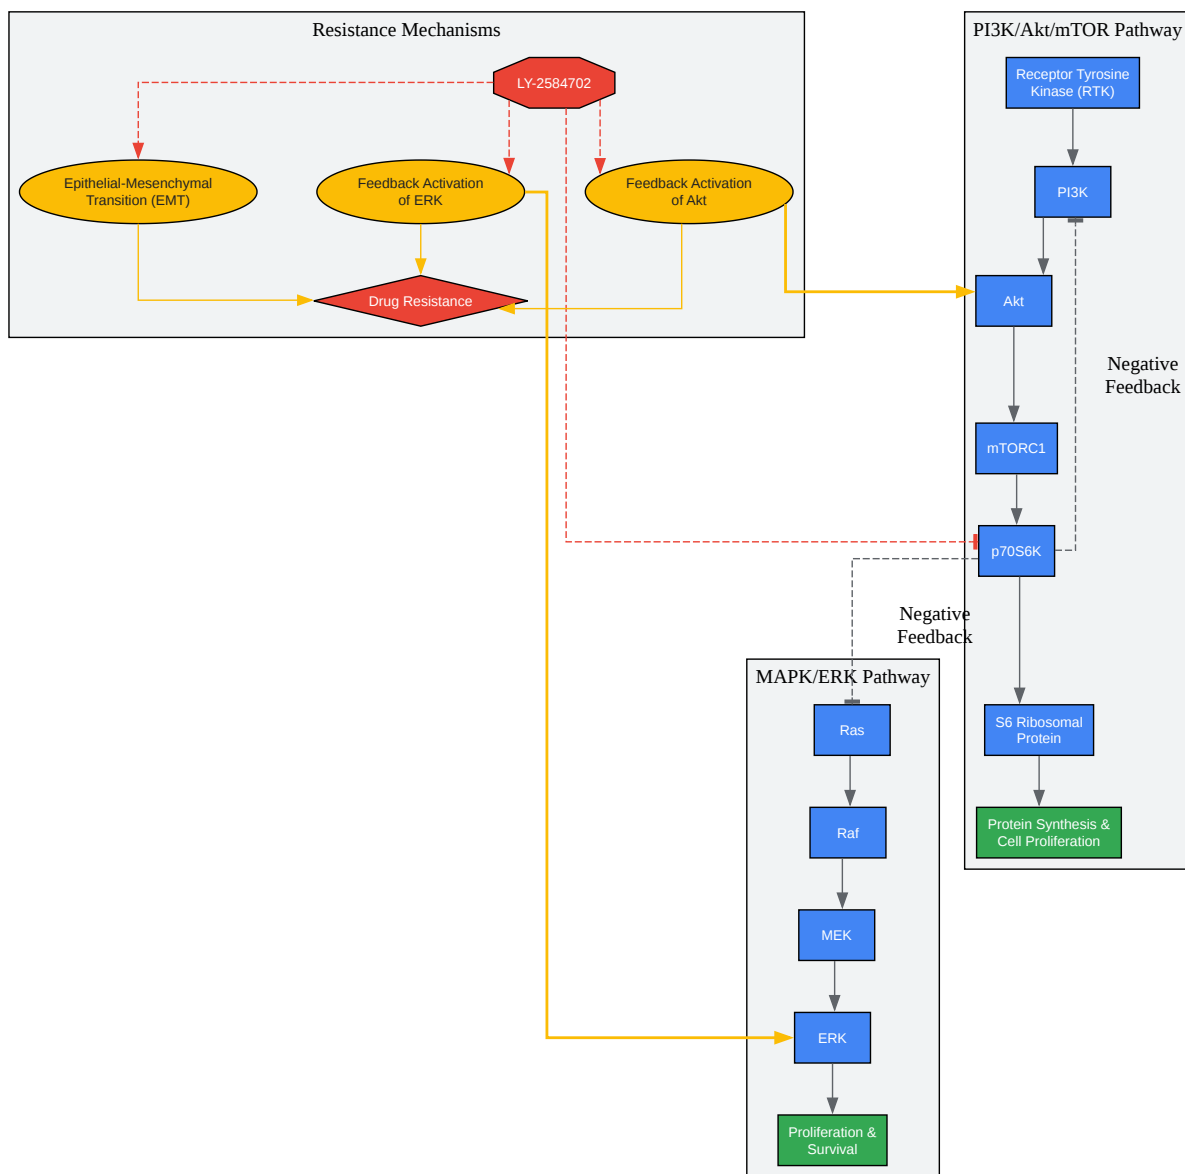 Resistance Mechanisms
LY-2584702
Epithelial-Mesenchymal
Transition (EMT)
Feedback Activation
of ERK
Feedback Activation
of Akt
Drug Resistance
PI3K/Akt/mTOR Pathway
Receptor Tyrosine
Kinase (RTK)
PI3K
Akt
Negative
Feedback
mTORC1
p70S6K
Negative
Feedback
S6 Ribosomal
Protein
Protein Synthesis &
Cell Proliferation
MAPK/ERK Pathway
Ras
Raf
MEK
ERK
Proliferation &
Survival